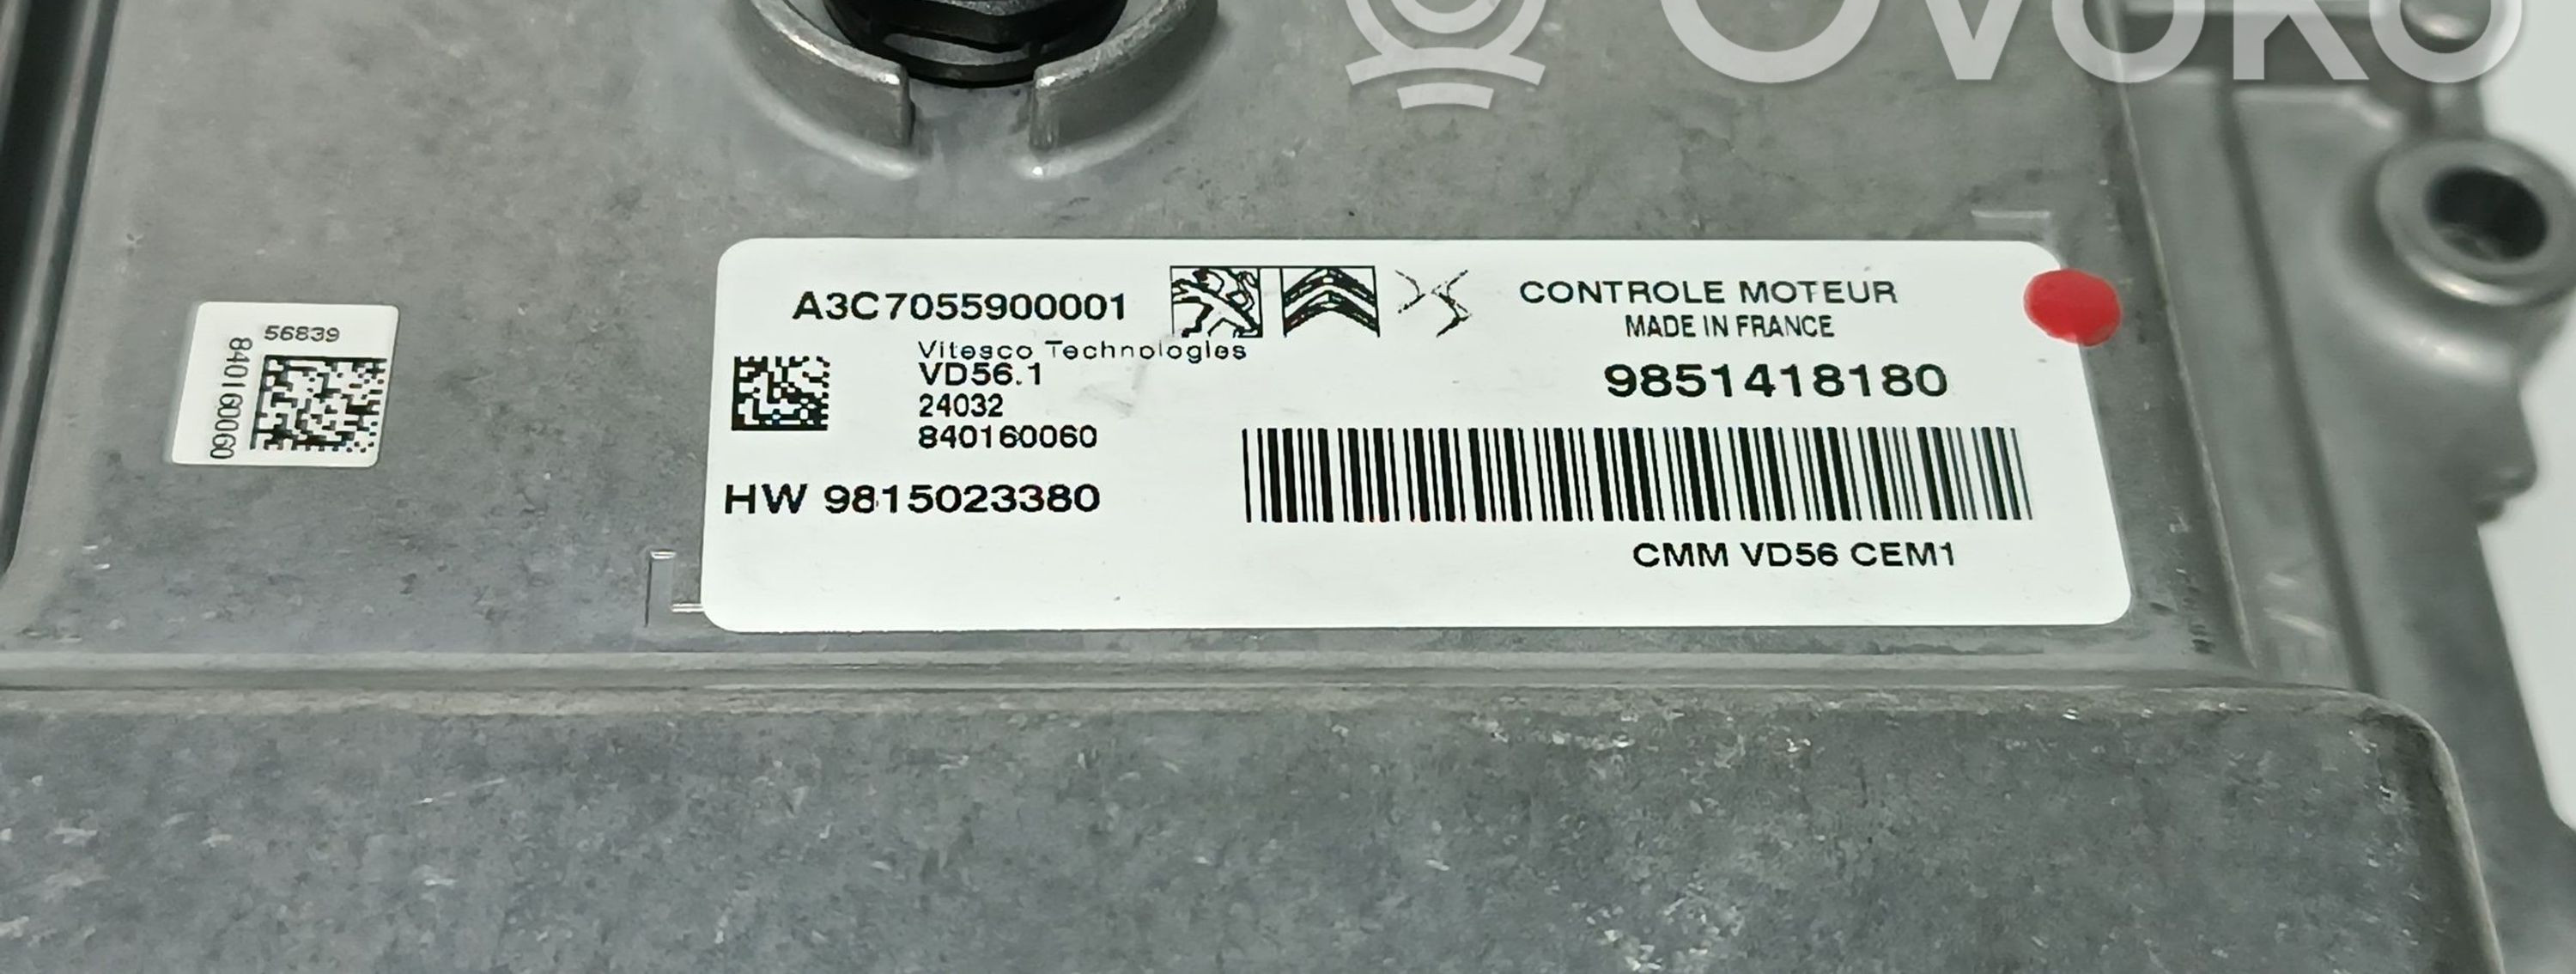 OVOKO
56839
840160060
A3C7055900001
CONTROLE MOTEUR
MADE IN FRANCE
Vitesco Technologies
VD56.1
24032
840160060
9851418180
HW 9815023380
CMM VD56 CEM1